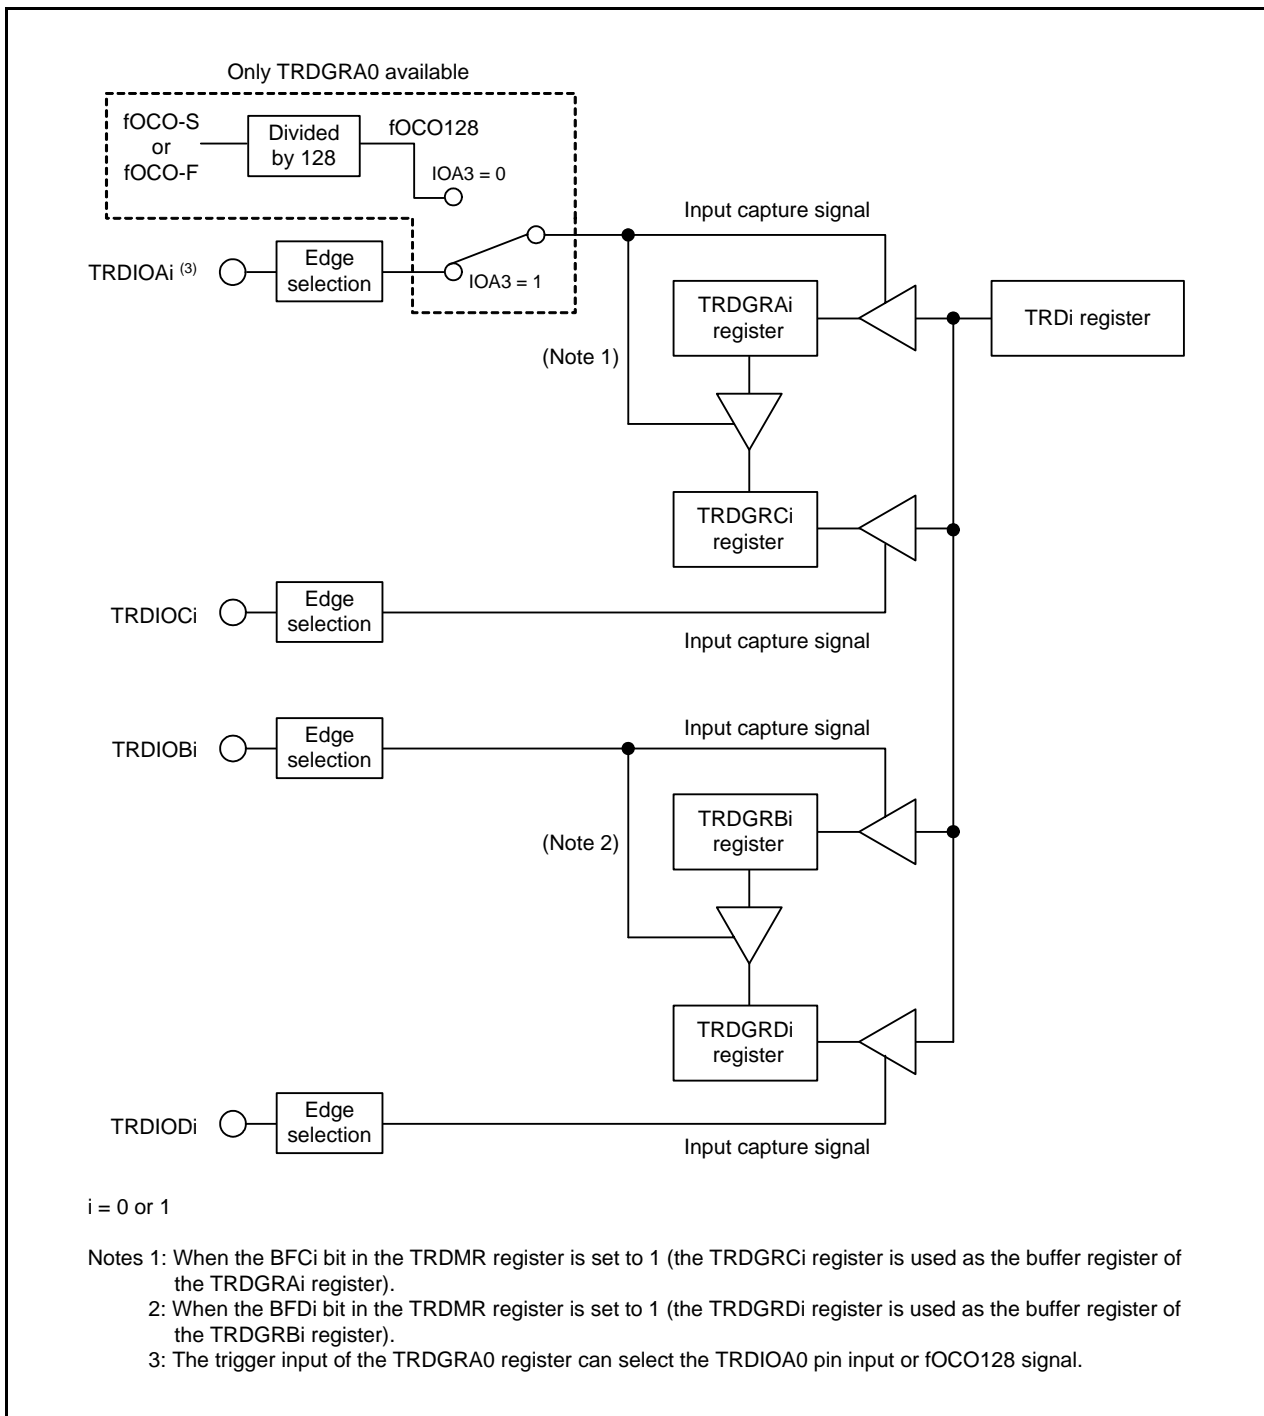 Only TRDGRA0 available
fOCO-S
or
fOCO-F
Divided
by 128
fOCO128
IOA3 = 0
Input capture signal
TRDIOAi (3)
Edge
selection
IOA3 = 1
TRDGRAi
register
TRDi register
(Note 1)
TRDGRCi
register
TRDIOCi
Edge
selection
Input capture signal
TRDIOBi
Edge
selection
Input capture signal
TRDGRBi
register
(Note 2)
TRDGRDi
register
TRDIODi
Edge
selection
Input capture signal
i = 0 or 1
Notes 1: When the BFCi bit in the TRDMR register is set to 1 (the TRDGRCi register is used as the buffer register of
the TRDGRAi register).
2: When the BFDi bit in the TRDMR register is set to 1 (the TRDGRDi register is used as the buffer register of
the TRDGRBi register).
3: The trigger input of the TRDGRA0 register can select the TRDIOA0 pin input or fOCO128 signal.